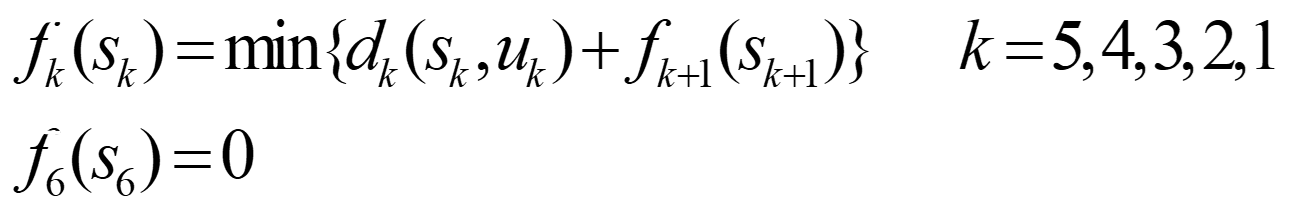 f_k(s_k)=min{d_k(s_k,u_k)+f_{k+1}(s_{k+1})} k=5,4,3,2,1
f_6(s_6)=0